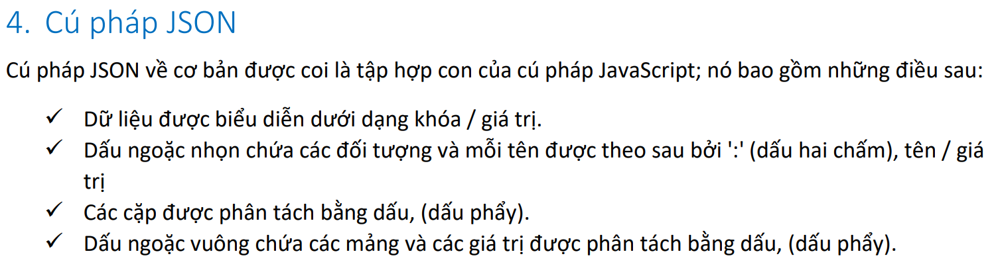 4. Cú pháp JSON
Cú pháp JSON về cơ bản được coi là tập hợp con của cú pháp JavaScript; nó bao gồm những điều sau:
✓ Dữ liệu được biểu diễn dưới dạng khóa / giá trị.
✓ Dấu ngoặc nhọn chứa các đối tượng và mỗi tên được theo sau bởi ':' (dấu hai chấm), tên / giá
trị
✓ Các cặp được phân tách bằng dấu, (dấu phẩy).
✓ Dấu ngoặc vuông chứa các mảng và các giá trị được phân tách bằng dấu, (dấu phẩy).